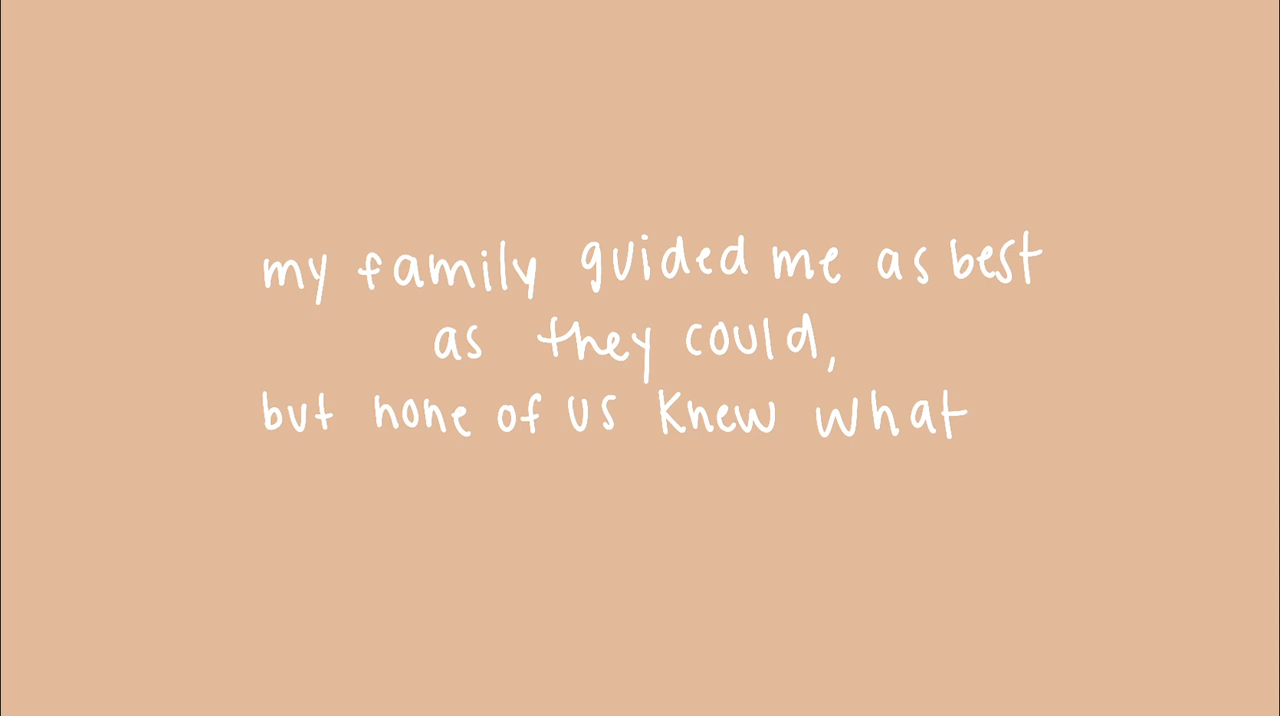 my family guided me as best
as they could,
but none of us knew what